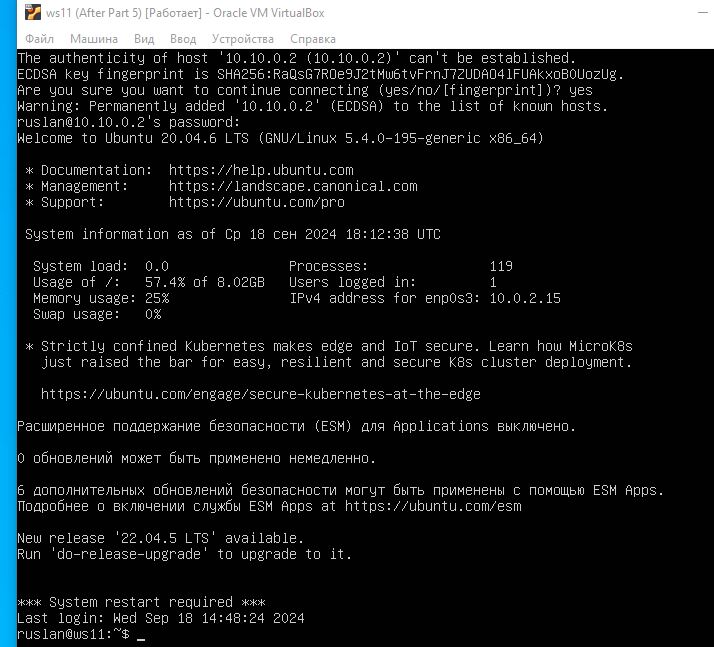 ws11 (After Part 5) [Работает] - Oracle VM VirtualBox
Файл Машина Вид Ввод Устройства Справка
The authenticity of host '10.10.0.2 (10.10.0.2)' can't be established.
ECDSA key fingerprint is SHA256:RaQsG7ROe9J2tMw6tvFrnJ7ZUDAO4lFUAkxoB0UozUg.
Are you sure you want to continue connecting (yes/no/[fingerprint])? yes
Warning: Permanently added '10.10.0.2' (ECDSA) to the list of known hosts.
ruslan@10.10.0.2's password:
Welcome to Ubuntu 20.04.6 LTS (GNU/Linux 5.4.0-195-generic x86_64)
* Documentation: https://help.ubuntu.com
* Management: https://landscape.canonical.com
* Support: https://ubuntu.com/pro
System information as of Ср 18 сен 2024 18:12:38 UTC
System load: 0.0 Processes: 119
Usage of /: 57.4% of 8.02GB Users logged in: 1
Memory usage: 25% IPv4 address for enp0s3: 10.0.2.15
Swap usage: 0%
* Strictly confined Kubernetes makes edge and IoT secure. Learn how MicroK8s
just raised the bar for easy, resilient and secure K8s cluster deployment.
https://ubuntu.com/engage/secure-kubernetes-at-the-edge
Расширенное поддержание безопасности (ESM) для Applications выключено.
0 обновлений может быть применено немедленно.
6 дополнительных обновлений безопасности могут быть применены с помощью ESM Apps.
Подробнее о включении службы ESM Apps at https://ubuntu.com/esm
New release '22.04.5 LTS' available.
Run 'do-release-upgrade' to upgrade to it.
*** System restart required ***
Last login: Wed Sep 18 14:48:24 2024
ruslan@ws11:~$ _